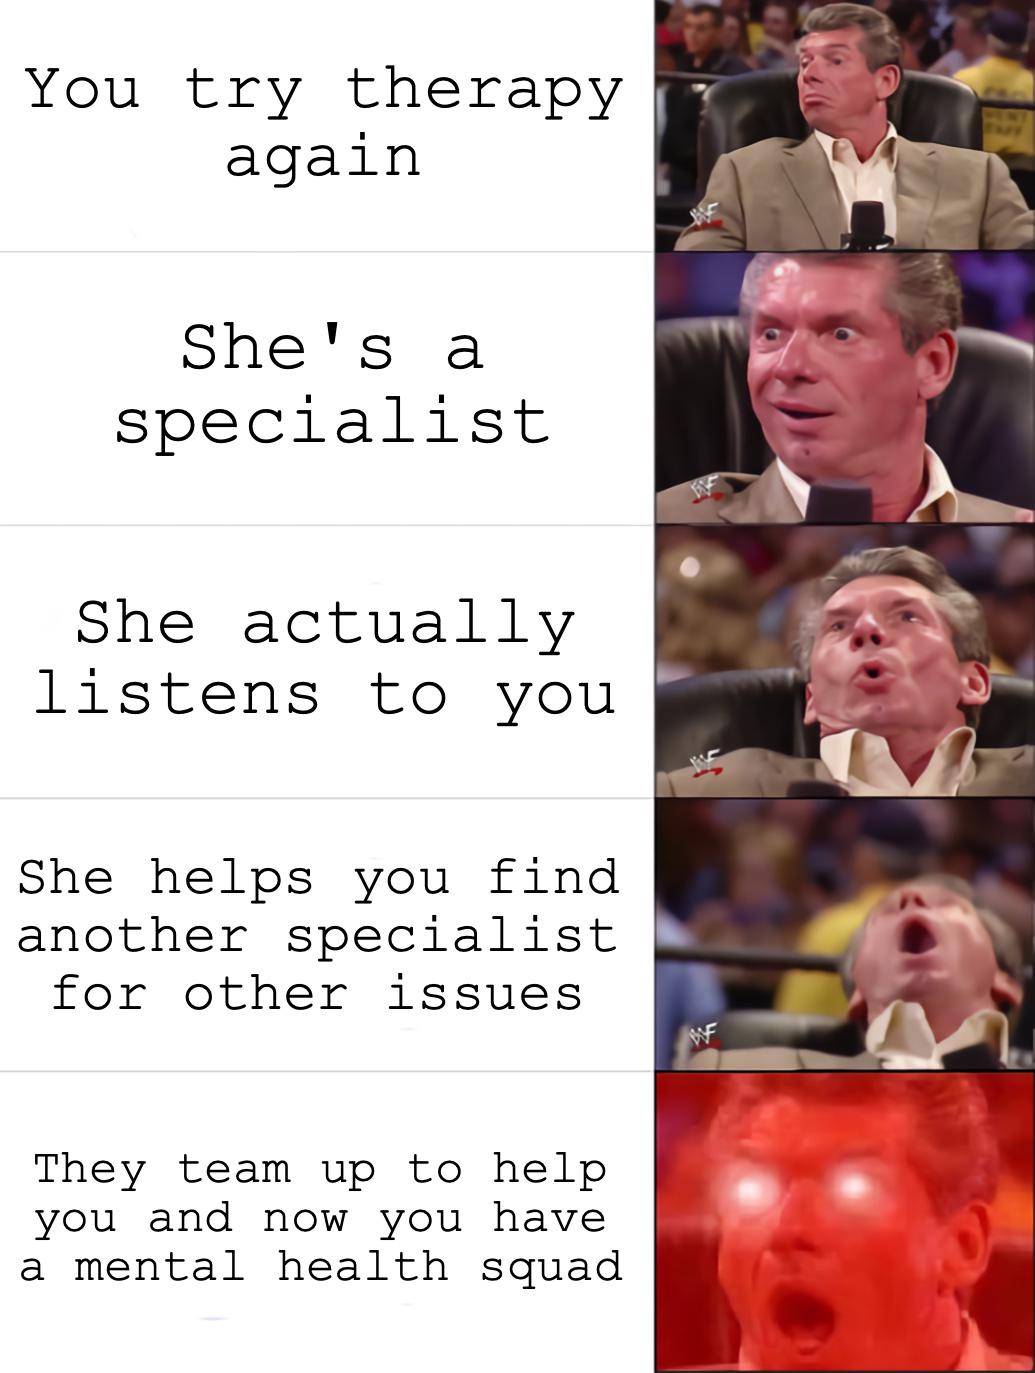 You try therapy
again
She's a
specialist
She actually
listens to you
She helps you find
another specialist
for other issues
They team up to help
you and now you have
a mental health squad